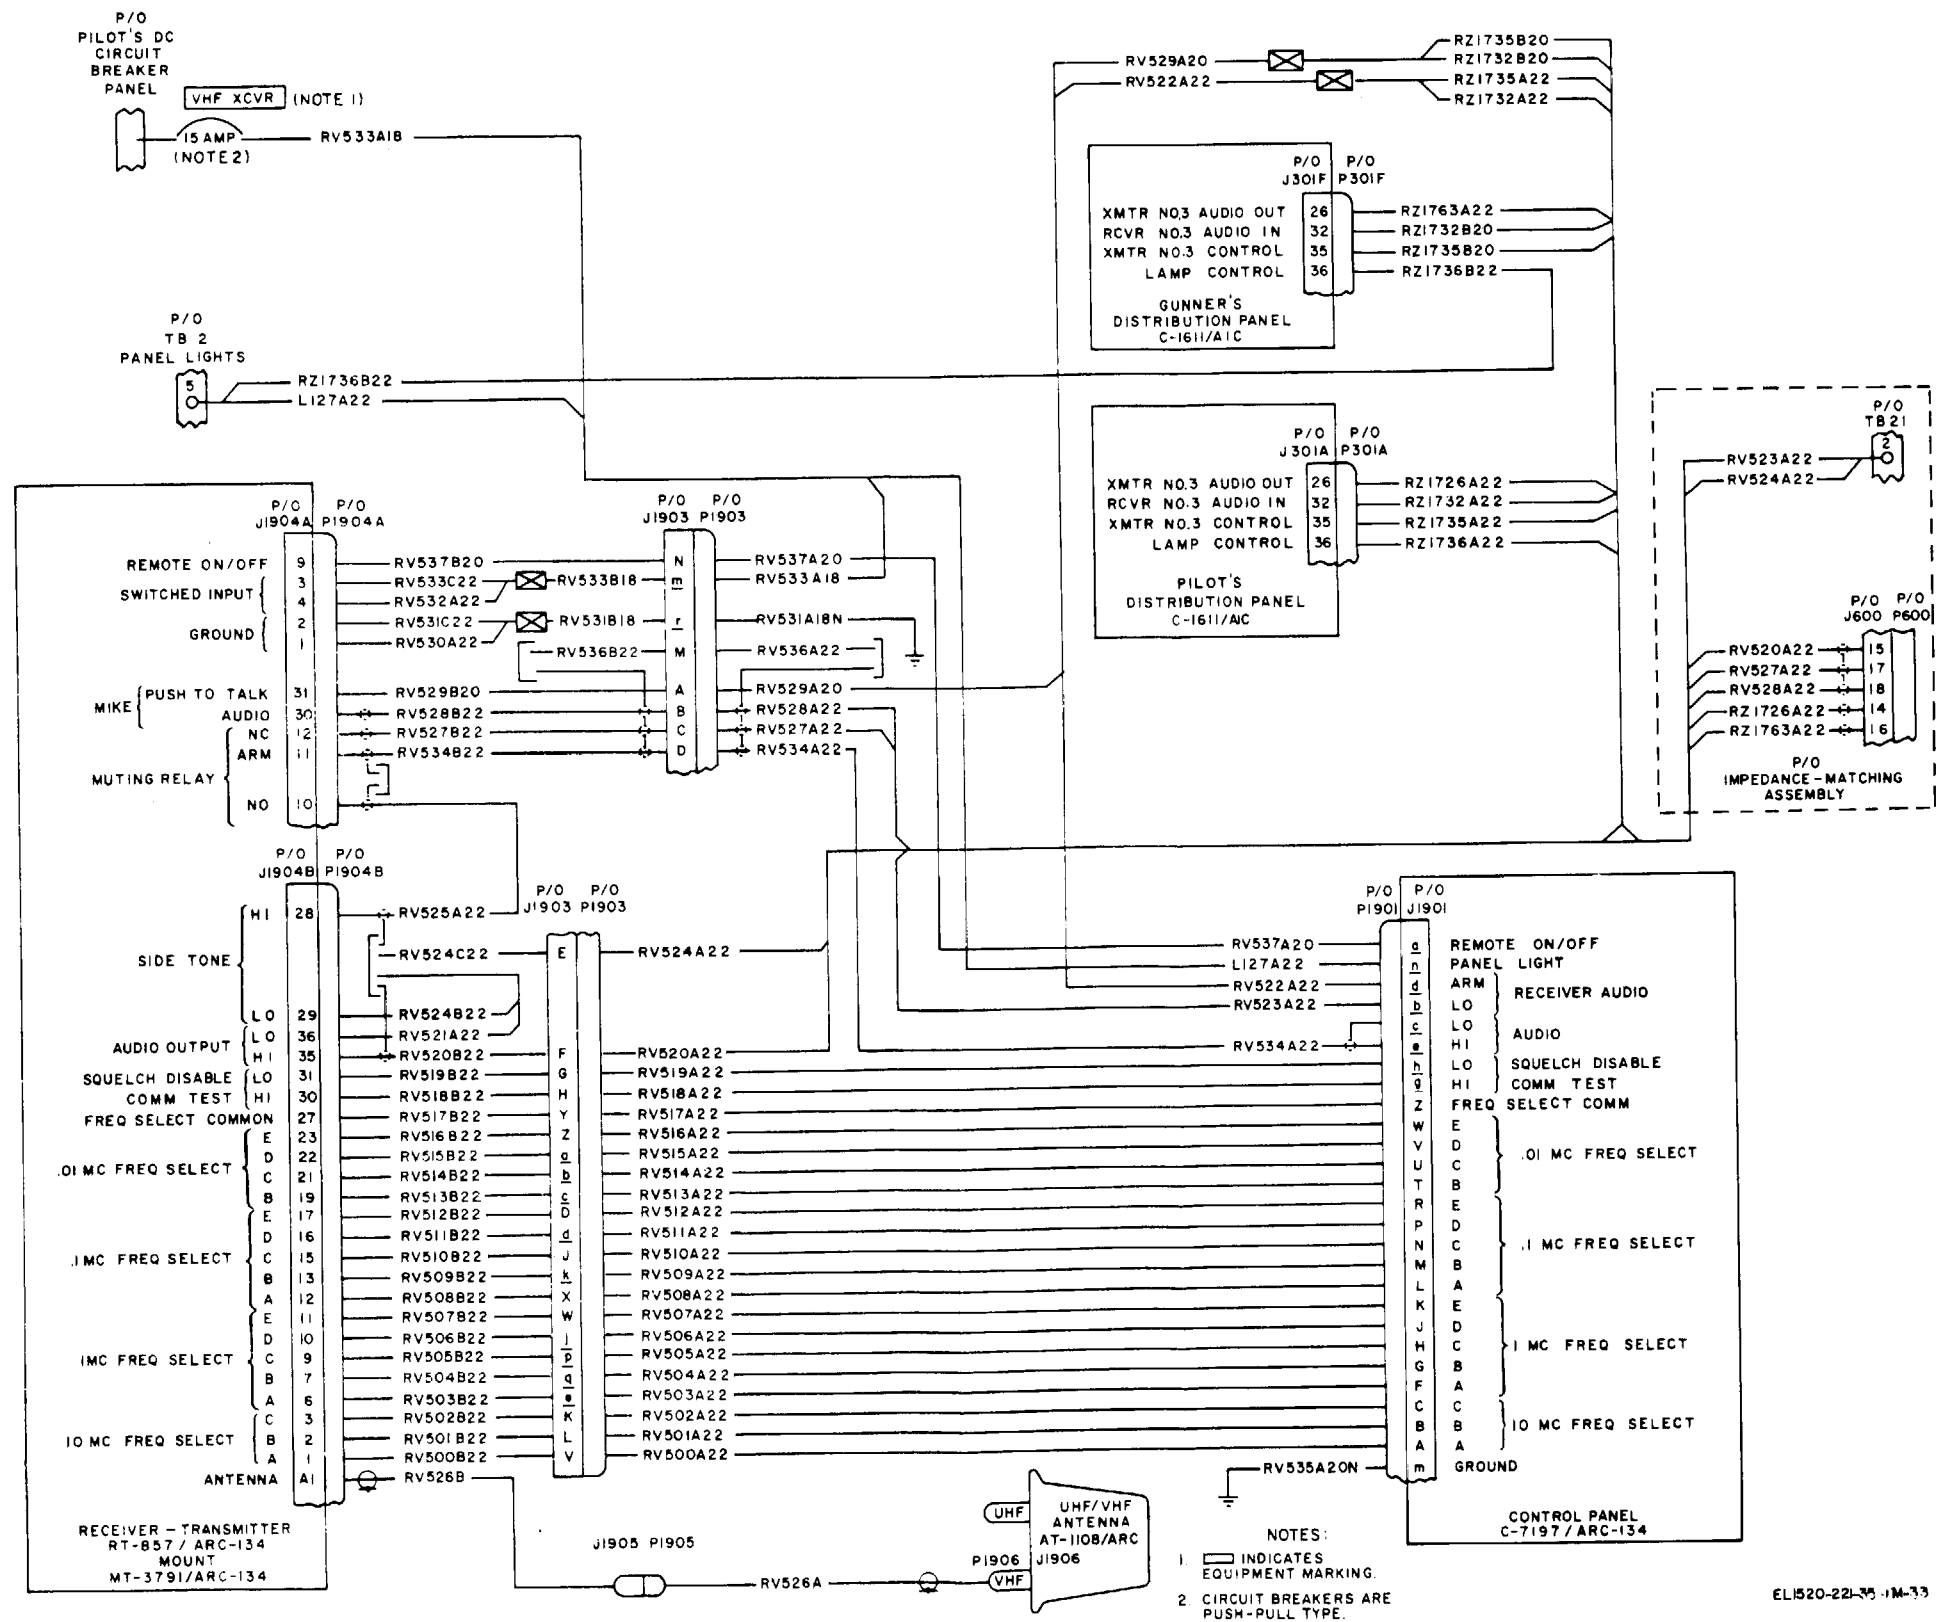 P/O
PILOT'S DC
CIRCUIT
BREAKER
PANEL
VHF XCVR (NOTE 1)
15 AMP
(NOTE 2)
RV533A18
P/O
TB 2
PANEL LIGHTS
5
RZ1736B22
L127A22
RV529A20
RV522A22
RZ1735B20
RZ1732B20
RZ1735A22
RZ1732A22
P/O P/O
J301F P301F
XMTR NO.3 AUDIO OUT 26 RZ1763A22
RCVR NO.3 AUDIO IN 32 RZ1732B20
XMTR NO.3 CONTROL 35 RZ1735B20
LAMP CONTROL 36 RZ1736B22
GUNNER'S
DISTRIBUTION PANEL
C-1611/AIC
P/O P/O
J301A P301A
XMTR NO.3 AUDIO OUT 26 RZ1726A22
RCVR NO.3 AUDIO IN 32 RZ1732A22
XMTR NO.3 CONTROL 35 RZ1735A22
LAMP CONTROL 36 RZ1736A22
PILOT'S
DISTRIBUTION PANEL
C-1611/AIC
P/O
TB21
2
RV523A22
RV524A22
P/O P/O
J600 P600
RV520A22 15
RV527A22 17
RV528A22 18
RZ1726A22 14
RZ1763A22 16
P/O
IMPEDANCE-MATCHING
ASSEMBLY
P/O P/O
J1904A P1904A
P/O P/O
J1903 P1903
REMOTE ON/OFF 9 RV537B20 N RV537A20
SWITCHED INPUT
3 RV533C22 RV533B18 m RV533A18
4 RV532A22
GROUND
2 RV531C22 RV531B18 r RV531A18N
1 RV530A22
RV536B22 M RV536A22
MIKE
PUSH TO TALK 31 RV529B20 A RV529A20
AUDIO 30 RV528B22 B RV528A22
NC 12 RV527B22 C RV527A22
ARM 11 RV534B22 D RV534A22
MUTING RELAY
NO 10
P/O P/O
J1904B P1904B
P/O P/O
J1903 P1903
HI 28 RV525A22
SIDE TONE
RV524C22 E RV524A22
LO 29 RV524B22
AUDIO OUTPUT
LO 36 RV521A22
HI 35 RV520B22 F RV520A22
SQUELCH DISABLE LO 31 RV519B22 G RV519A22
COMM TEST HI 30 RV518B22 H RV518A22
FREQ SELECT COMMON 27 RV517B22 Y RV517A22
E 23 RV516B22 Z RV516A22
D 22 RV515B22 a RV515A22
.01 MC FREQ SELECT
C 21 RV514B22 b RV514A22
B 19 RV513B22 c RV513A22
E 17 RV512B22 D RV512A22
D 16 RV511B22 d RV511A22
.1 MC FREQ SELECT
C 15 RV510B22 J RV510A22
B 13 RV509B22 k RV509A22
A 12 RV508B22 X RV508A22
E 11 RV507B22 W RV507A22
D 10 RV506B22 j RV506A22
1MC FREQ SELECT
C 9 RV505B22 p RV505A22
B 7 RV504B22 q RV504A22
A 6 RV503B22 e RV503A22
C 3 RV502B22 K RV502A22
10 MC FREQ SELECT
B 2 RV501B22 L RV501A22
A 1 RV500B22 V RV500A22
ANTENNA A1 RV526B
RECEIVER - TRANSMITTER
RT-857 / ARC-134
MOUNT
MT-3791/ARC-134
P/O P/O
P1901 J1901
RV537A20 a REMOTE ON/OFF
L127A22 n PANEL LIGHT
RV522A22 d ARM
RECEIVER AUDIO
RV523A22 b LO
c LO
AUDIO
RV534A22 e HI
h LO SQUELCH DISABLE
g HI COMM TEST
Z FREQ SELECT COMM
W E
V D
.01 MC FREQ SELECT
U C
T B
R E
P D
N C
.1 MC FREQ SELECT
M B
L A
K E
J D
H C
1 MC FREQ SELECT
G B
F A
C C
B B
10 MC FREQ SELECT
A A
RV535A20N m GROUND
CONTROL PANEL
C-7197 / ARC-134
J1905 P1905
RV526A
UHF
UHF/VHF
ANTENNA
AT-1108/ARC
P1906 J1906
VHF
NOTES:
1. INDICATES
EQUIPMENT MARKING.
2. CIRCUIT BREAKERS ARE
PUSH-PULL TYPE.
EL1520-221-35-1M-33